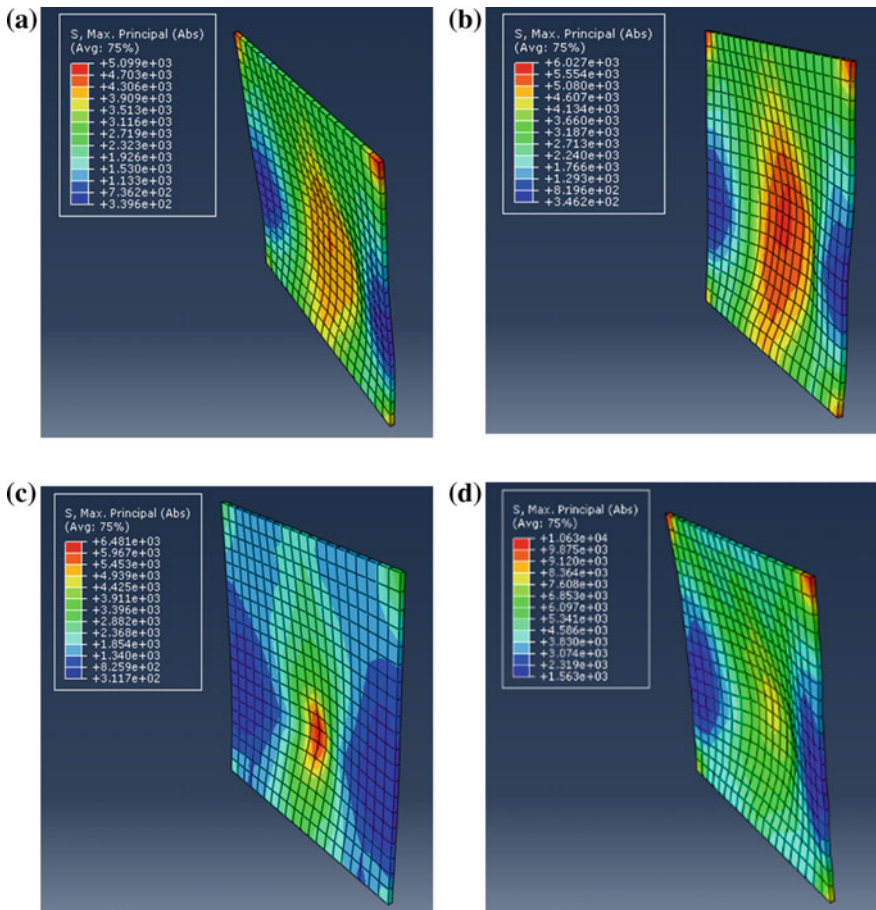 (a)
S, Max. Principal (Abs)
(Avg: 75%)
+5.099e+03
+4.703e+03
+4.306e+03
+3.909e+03
+3.513e+03
+3.116e+03
+2.719e+03
+2.323e+03
+1.926e+03
+1.530e+03
+1.133e+03
+7.362e+02
+3.396e+02
(b)
S, Max. Principal (Abs)
(Avg: 75%)
+6.027e+03
+5.554e+03
+5.080e+03
+4.607e+03
+4.134e+03
+3.660e+03
+3.187e+03
+2.713e+03
+2.240e+03
+1.766e+03
+1.293e+03
+8.196e+02
+3.462e+02
(c)
S, Max. Principal (Abs)
(Avg: 75%)
+6.481e+03
+5.967e+03
+5.453e+03
+4.939e+03
+4.425e+03
+3.911e+03
+3.396e+03
+2.882e+03
+2.368e+03
+1.854e+03
+1.340e+03
+8.259e+02
+3.117e+02
(d)
S, Max. Principal (Abs)
(Avg: 75%)
+1.063e+04
+9.875e+03
+9.120e+03
+8.364e+03
+7.608e+03
+6.853e+03
+6.097e+03
+5.341e+03
+4.586e+03
+3.830e+03
+3.074e+03
+2.319e+03
+1.563e+03